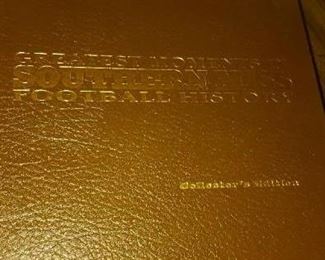 GREATEST MOMENTS IN
SOUTHERN MISS
FOOTBALL HISTORY
Collector's Edition